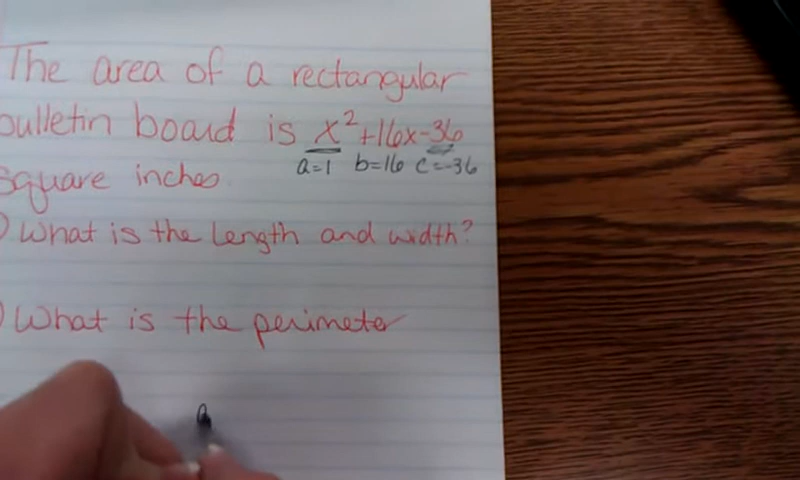 The area of a rectangular
bulletin board is x²+16x-36
a=1 b=16 c=-36
square inches.
) What is the length and width?
) What is the perimeter
a